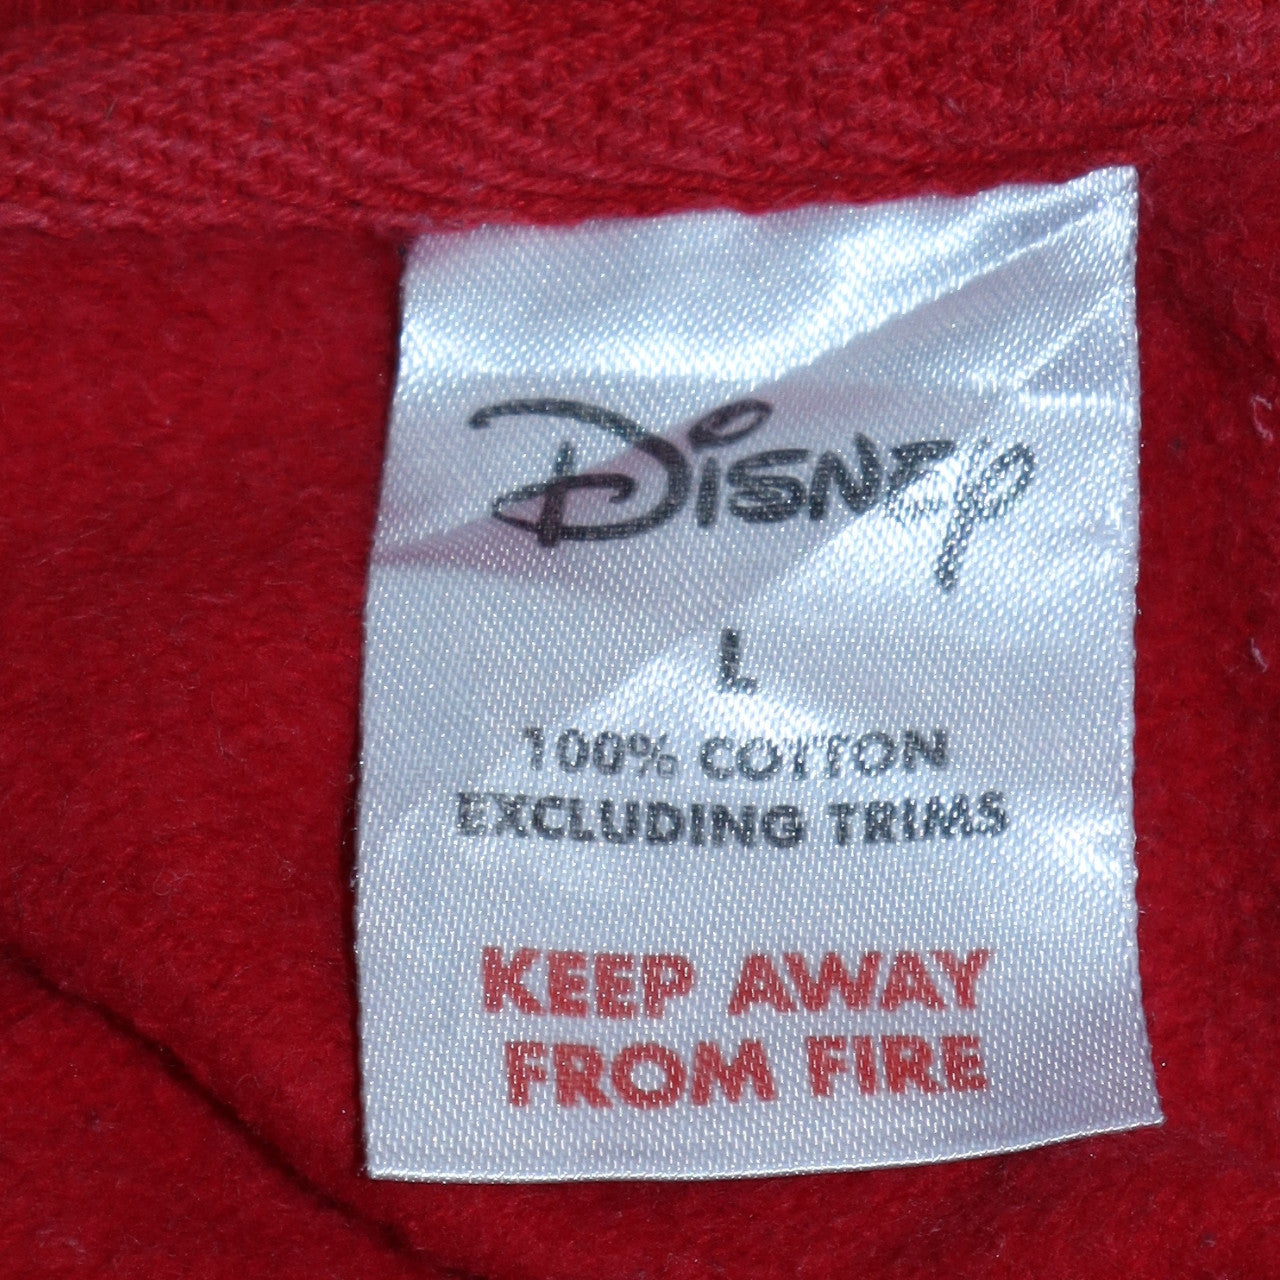 Disney
L
100% COTTON
EXCLUDING TRIMS
KEEP AWAY
FROM FIRE